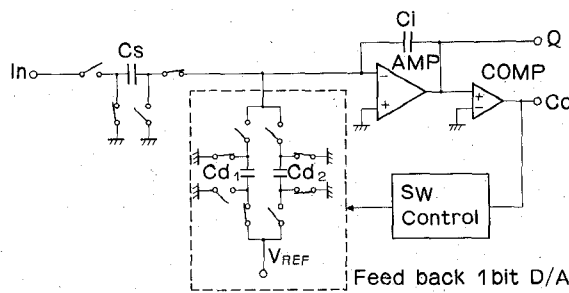 Cs
In
Ci
AMP
Q
COMP
Co
Cd1
Cd2
VREF
SW
Control
Feed back 1bit D/A